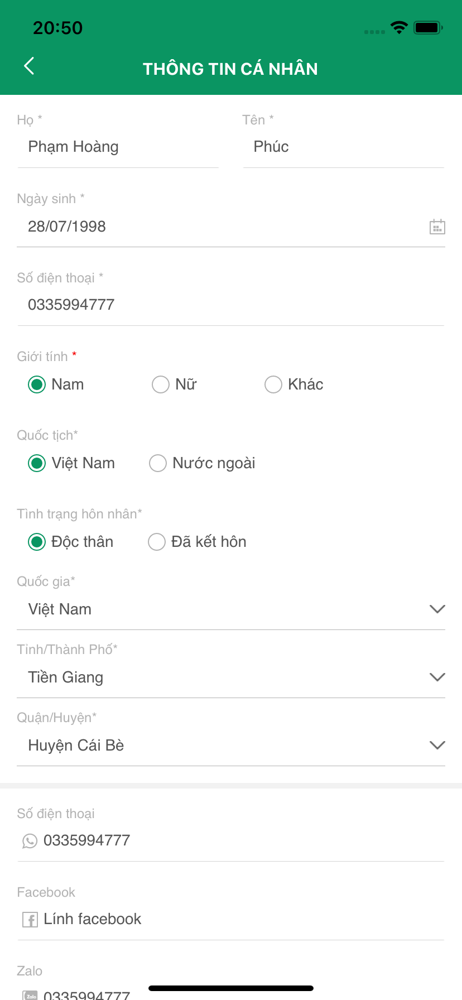 20:50
THÔNG TIN CÁ NHÂN
Họ *
Tên *
Phạm Hoàng
Phúc
Ngày sinh *
28/07/1998
Số điện thoại *
0335994777
Giới tính *
Nam
Nữ
Khác
Quốc tịch*
Việt Nam
Nước ngoài
Tình trạng hôn nhân*
Độc thân
Đã kết hôn
Quốc gia*
Việt Nam
Tỉnh/Thành Phố*
Tiền Giang
Quận/Huyện*
Huyện Cái Bè
Số điện thoại
0335994777
Facebook
Lính facebook
Zalo
Zalo
0335994777